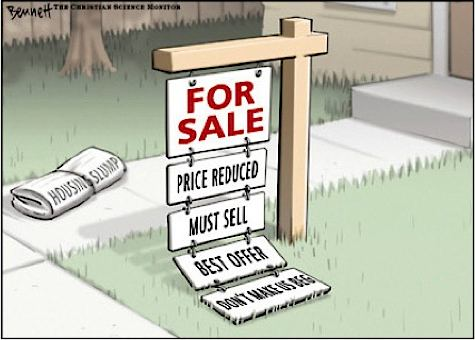 Bennett THE CHRISTIAN SCIENCE MONITOR
FOR
SALE
PRICE REDUCED
MUST SELL
HOUSING SLUMP
BEST OFFER
DON'T MAKE US BEG